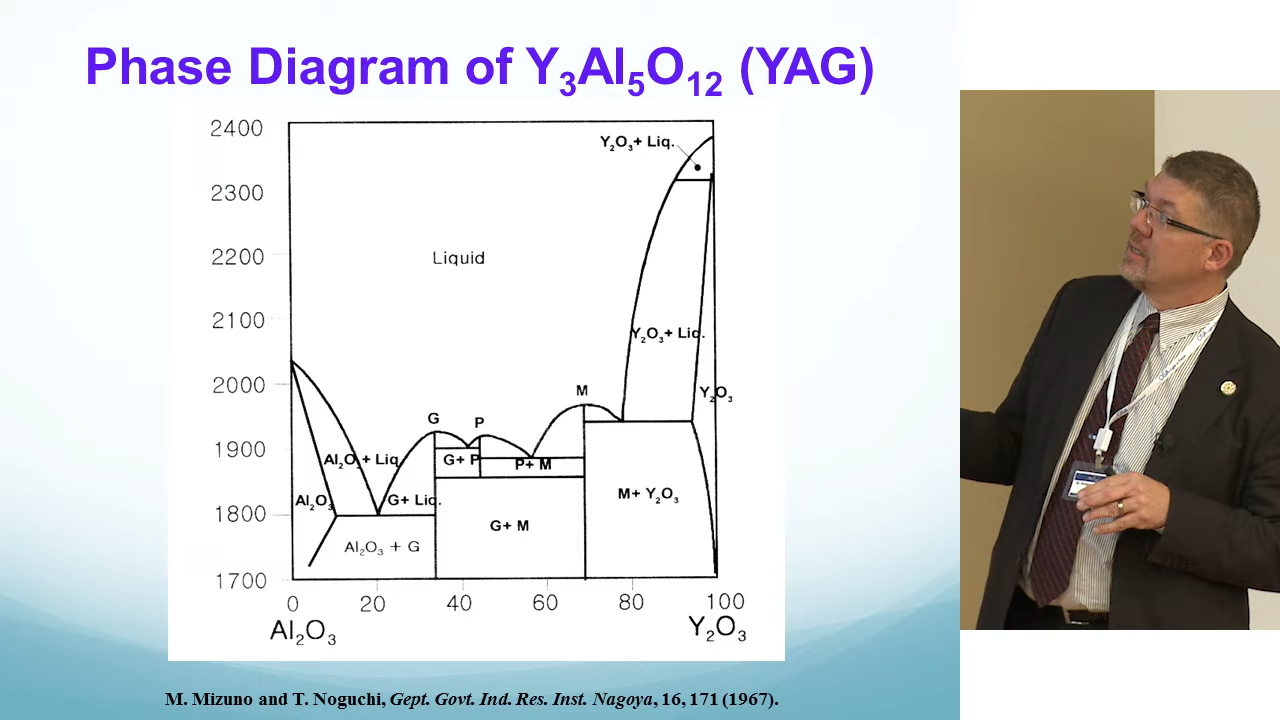 Phase Diagram of Y3Al5O12 (YAG)
2400
Y2O3+ Liq.
2300
2200
Liquid
2100
Y2O3+ Liq.
2000
M
Y2O3
G
P
1900
Al2O3+ Liq.
G+ P
P+ M
Al2O3
G+ Liq.
M+ Y2O3
1800
G+ M
Al2O3 + G
1700
0
20
40
60
80
100
Al2O3
Y2O3
M. Mizuno and T. Noguchi, Gept. Govt. Ind. Res. Inst. Nagoya, 16, 171 (1967).